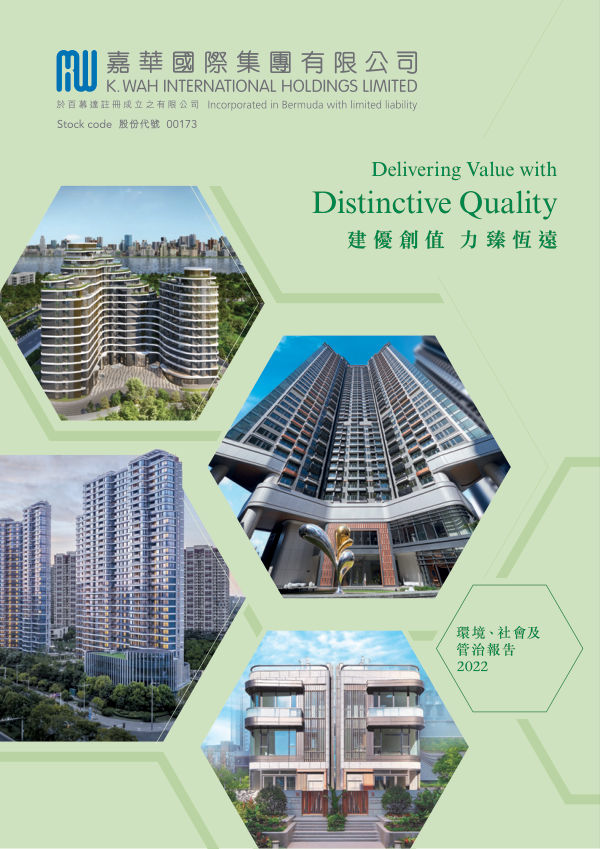 嘉華國際集團有限公司
K. WAH INTERNATIONAL HOLDINGS LIMITED
於百慕達註冊成立之有限公司 Incorporated in Bermuda with limited liability
Stock code 股份代號 00173
Delivering Value with
Distinctive Quality
建優創值 力臻恆遠
環境、社會及
管治報告
2022